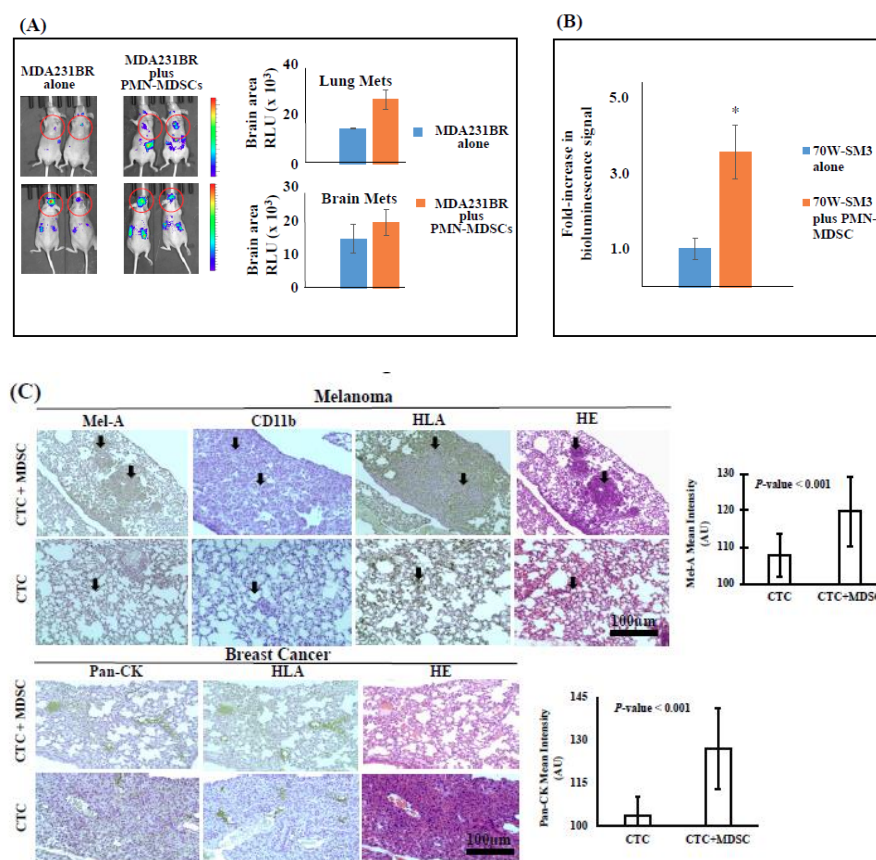 (A)
MDA231BR
alone
MDA231BR
plus
PMN-MDSCs
Brain area
RLU (x 10³)
40
20
0
Lung Mets
MDA231BR
alone
Brain area
RLU (x 10³)
30
20
10
0
Brain Mets
MDA231BR
plus
PMN-MDSCs
(B)
Fold-increase in
bioluminescence signal
5.0
3.0
1.0
*
70W-SM3
alone
70W-SM3
plus PMN-
MDSC
(C)
Melanoma
Mel-A CD11b HLA HE
CTC + MDSC
CTC
100µm
Mel-A Mean Intensity
(AU)
130
120
110
100
P-value < 0.001
CTC CTC+MDSC
Breast Cancer
Pan-CK HLA HE
CTC + MDSC
CTC
100µm
Pan-CK Mean Intensity
(AU)
145
130
115
100
P-value < 0.001
CTC CTC+MDSC